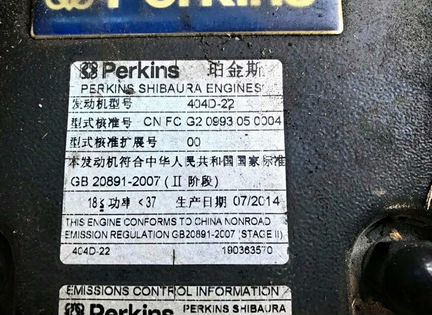 Perkins
Perkins 珀金斯
PERKINS SHIBAURA ENGINES
发动机型号 404D-22
型式核准号 CN FC G2 0993 05 0004
型式核准扩展号 00
本发动机符合中华人民共和国国家标准
GB 20891-2007 (II 阶段)
18≤功率<37 生产日期 07/2014
THIS ENGINE CONFORMS TO CHINA NONROAD
EMISSION REGULATION GB20891-2007 (STAGE II)
404D-22 190363570
EMISSIONS CONTROL INFORMATION
Perkins PERKINS SHIBAURA